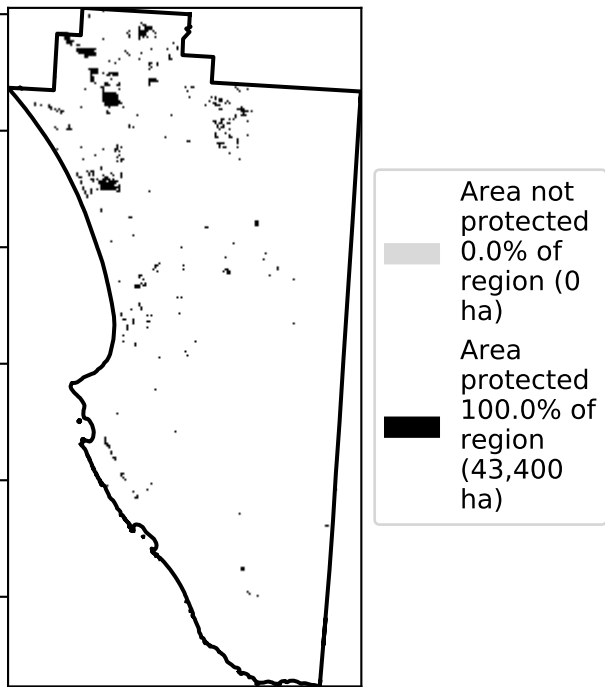 Area not
protected
0.0% of
region (0
ha)
Area
protected
100.0% of
region
(43,400
ha)